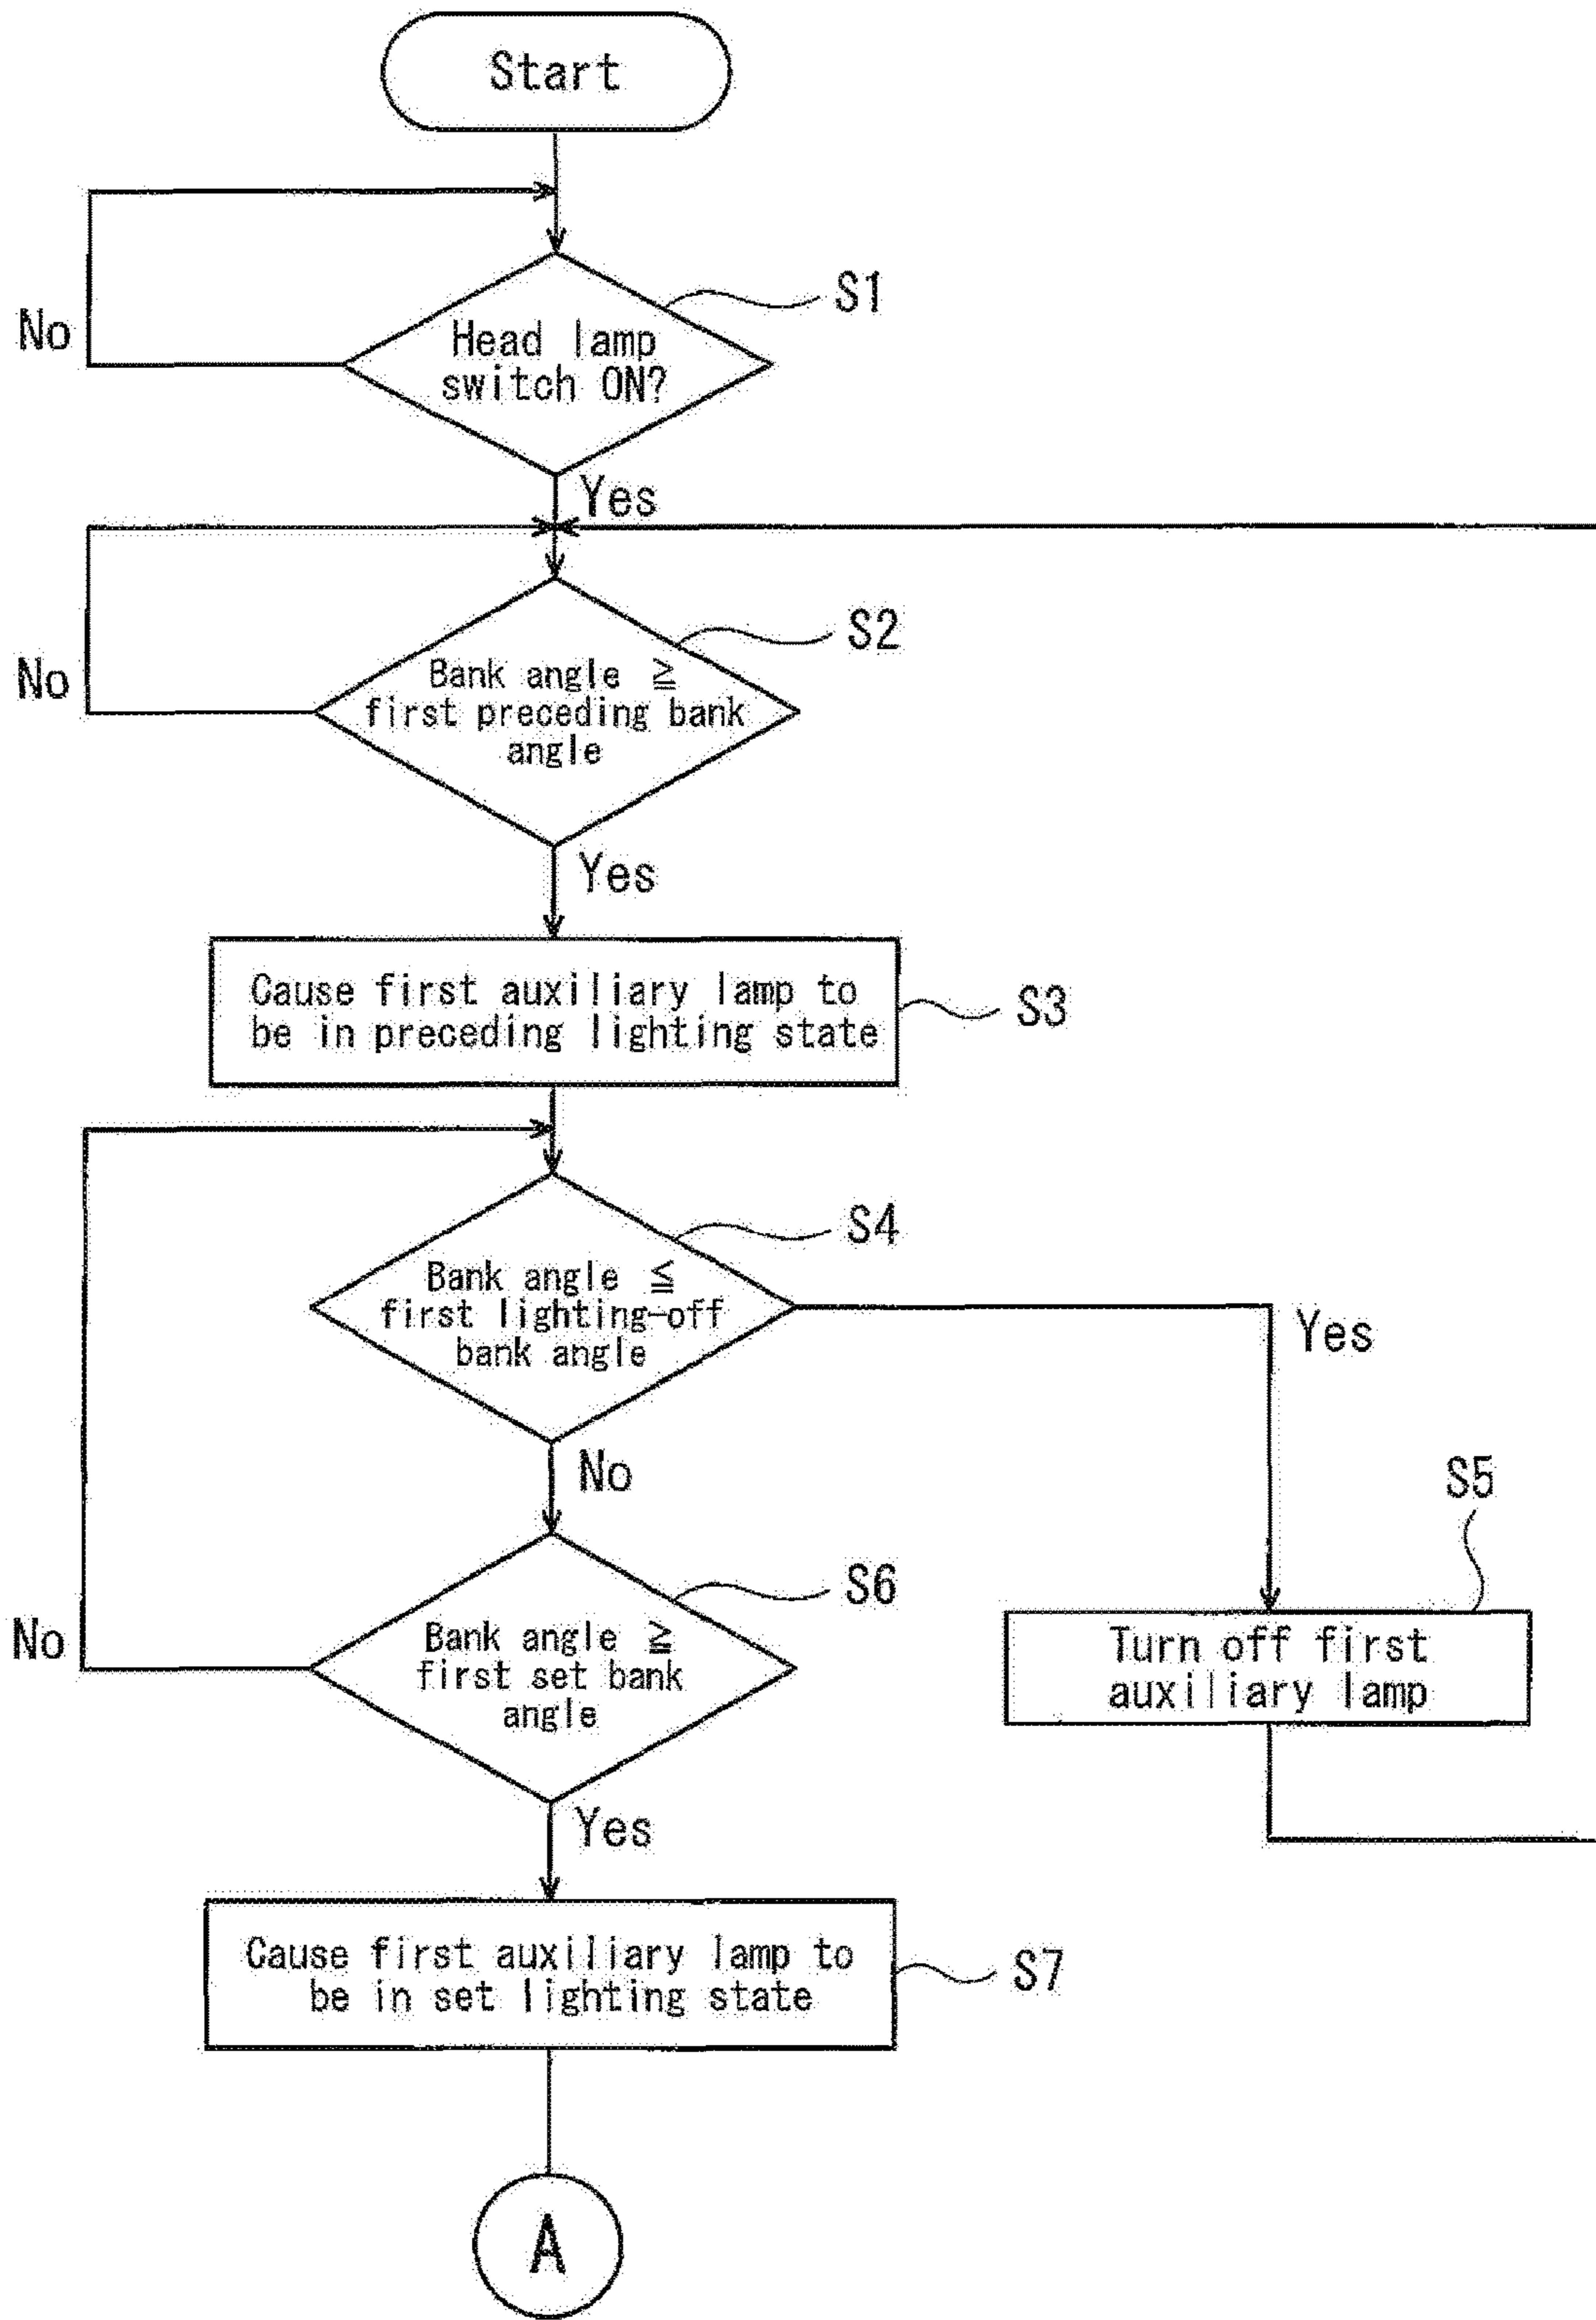 Start
S1
No
Head lamp
switch ON?
Yes
S2
No
Bank angle ≧
first preceding bank
angle
Yes
Cause first auxiliary lamp to
be in preceding lighting state
S3
S4
Bank angle ≦
first lighting-off
bank angle
Yes
No
S5
S6
No
Bank angle ≧
first set bank
angle
Turn off first
auxiliary lamp
Yes
Cause first auxiliary lamp to
be in set lighting state
S7
A